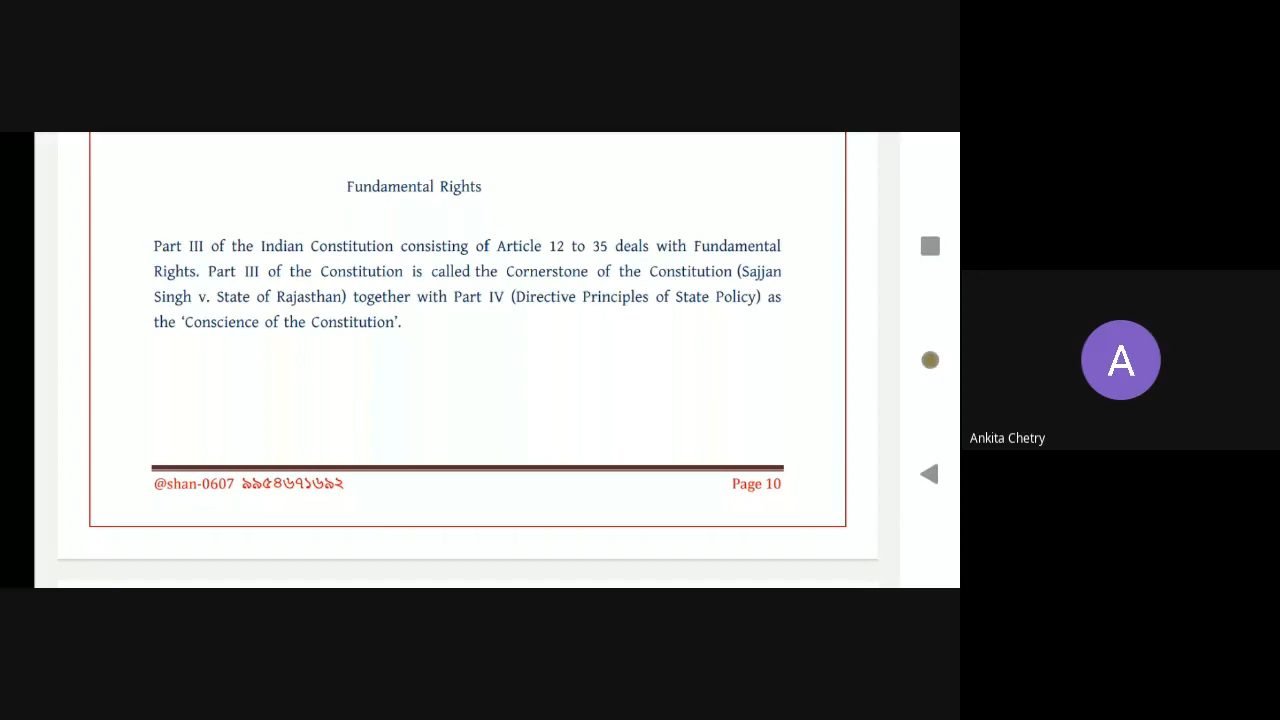 Fundamental Rights
Part III of the Indian Constitution consisting of Article 12 to 35 deals with Fundamental
Rights. Part III of the Constitution is called the Cornerstone of the Constitution (Sajjan
Singh v. State of Rajasthan) together with Part IV (Directive Principles of State Policy) as
the ‘Conscience of the Constitution’.
@shan-0607 ৯৯৫৪৬৭১৬৯২
Page 10
A
Ankita Chetry